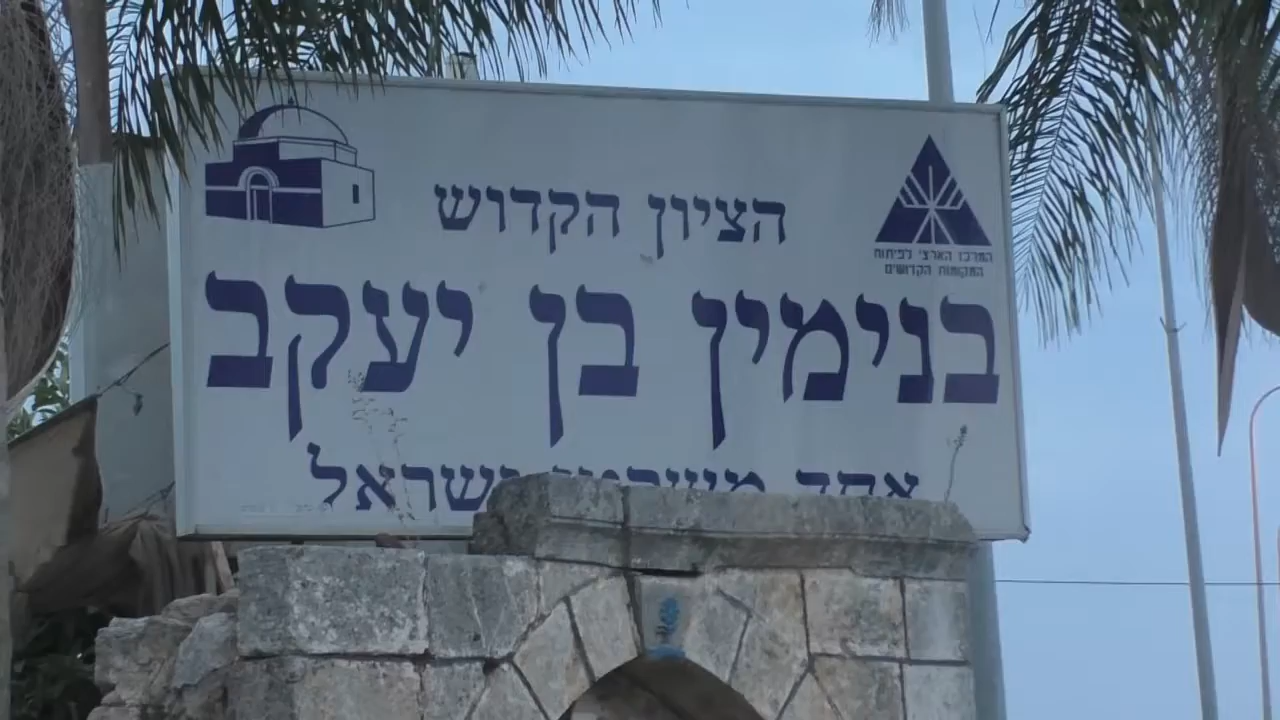 הציון הקדוש
המרכז הארצי לפיתוח
המקומות הקדושים
בנימין בן יעקב
אחד ישראל